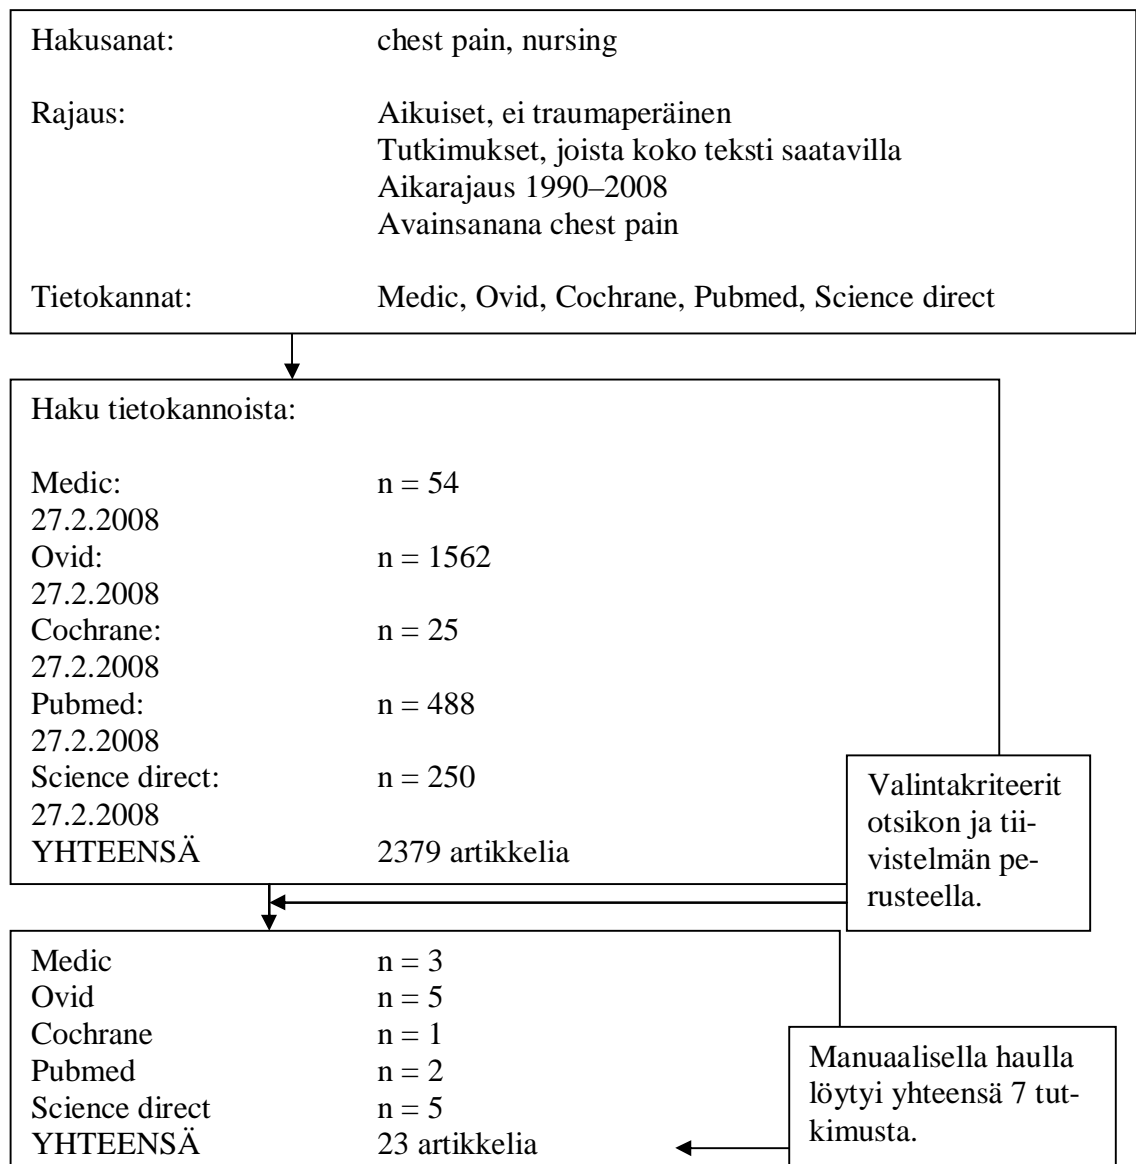 Hakusanat: chest pain, nursing
Rajaus: Aikuiset, ei traumaperäinen
Tutkimukset, joista koko teksti saatavilla
Aikarajaus 1990–2008
Avainsanana chest pain
Tietokannat: Medic, Ovid, Cochrane, Pubmed, Science direct
Haku tietokannoista:
Medic: n = 54
27.2.2008
Ovid: n = 1562
27.2.2008
Cochrane: n = 25
27.2.2008
Pubmed: n = 488
27.2.2008
Science direct: n = 250
27.2.2008
YHTEENSÄ 2379 artikkelia
Valintakriteerit
otsikon ja tii-
vistelmän pe-
rusteella.
Medic n = 3
Ovid n = 5
Cochrane n = 1
Pubmed n = 2
Science direct n = 5
YHTEENSÄ 23 artikkelia
Manuaalisella haulla
löytyi yhteensä 7 tut-
kimusta.